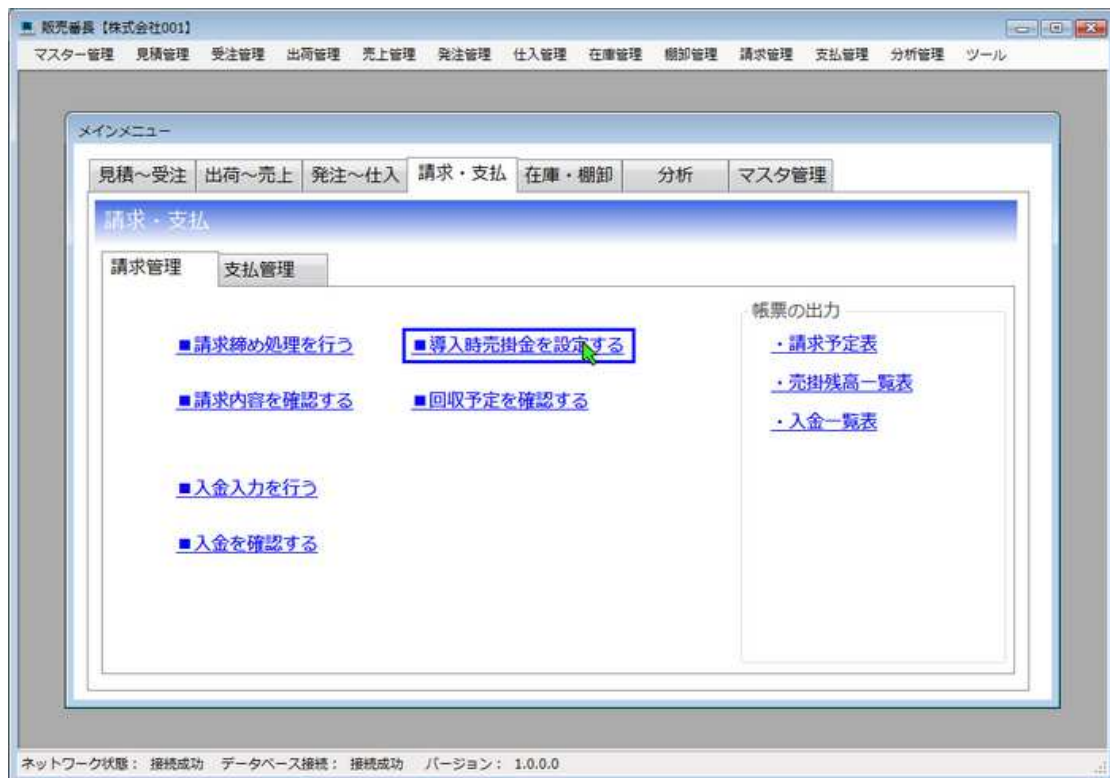 販売番長【株式会社001】
マスター管理 見積管理 受注管理 出荷管理 売上管理 発注管理 仕入管理 在庫管理 棚卸管理 請求管理 支払管理 分析管理 ツール
メインメニュー
見積～受注 出荷～売上 発注～仕入 請求・支払 在庫・棚卸 分析 マスタ管理
請求・支払
請求管理 支払管理
■請求締め処理を行う ■導入時売掛金を設定する
■請求内容を確認する ■回収予定を確認する
■入金入力を行う
■入金を確認する
帳票の出力
・請求予定表
・売掛残高一覧表
・入金一覧表
ネットワーク状態： 接続成功 データベース接続： 接続成功 バージョン： 1.0.0.0